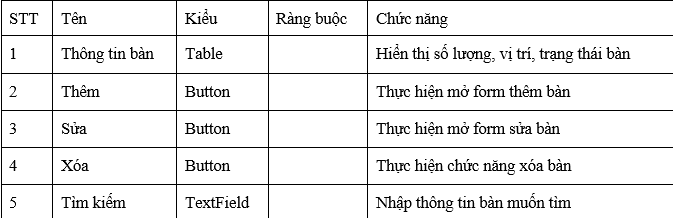 STT Tên Kiểu Ràng buộc Chức năng
1 Thông tin bàn Table Hiển thị số lượng, vị trí, trạng thái bàn
2 Thêm Button Thực hiện mở form thêm bàn
3 Sửa Button Thực hiện mở form sửa bàn
4 Xóa Button Thực hiện chức năng xóa bàn
5 Tìm kiếm TextField Nhập thông tin bàn muốn tìm